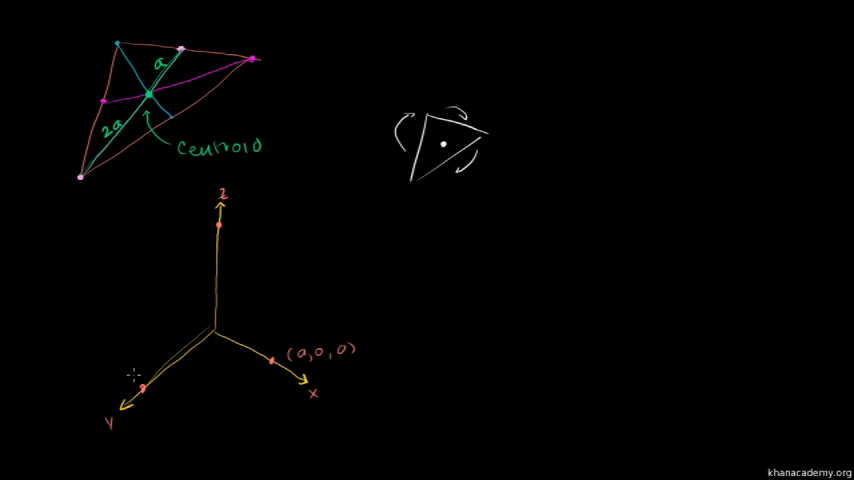 a
2a
Centroid
z
(a,0,0)
x
y
khanacademy.org